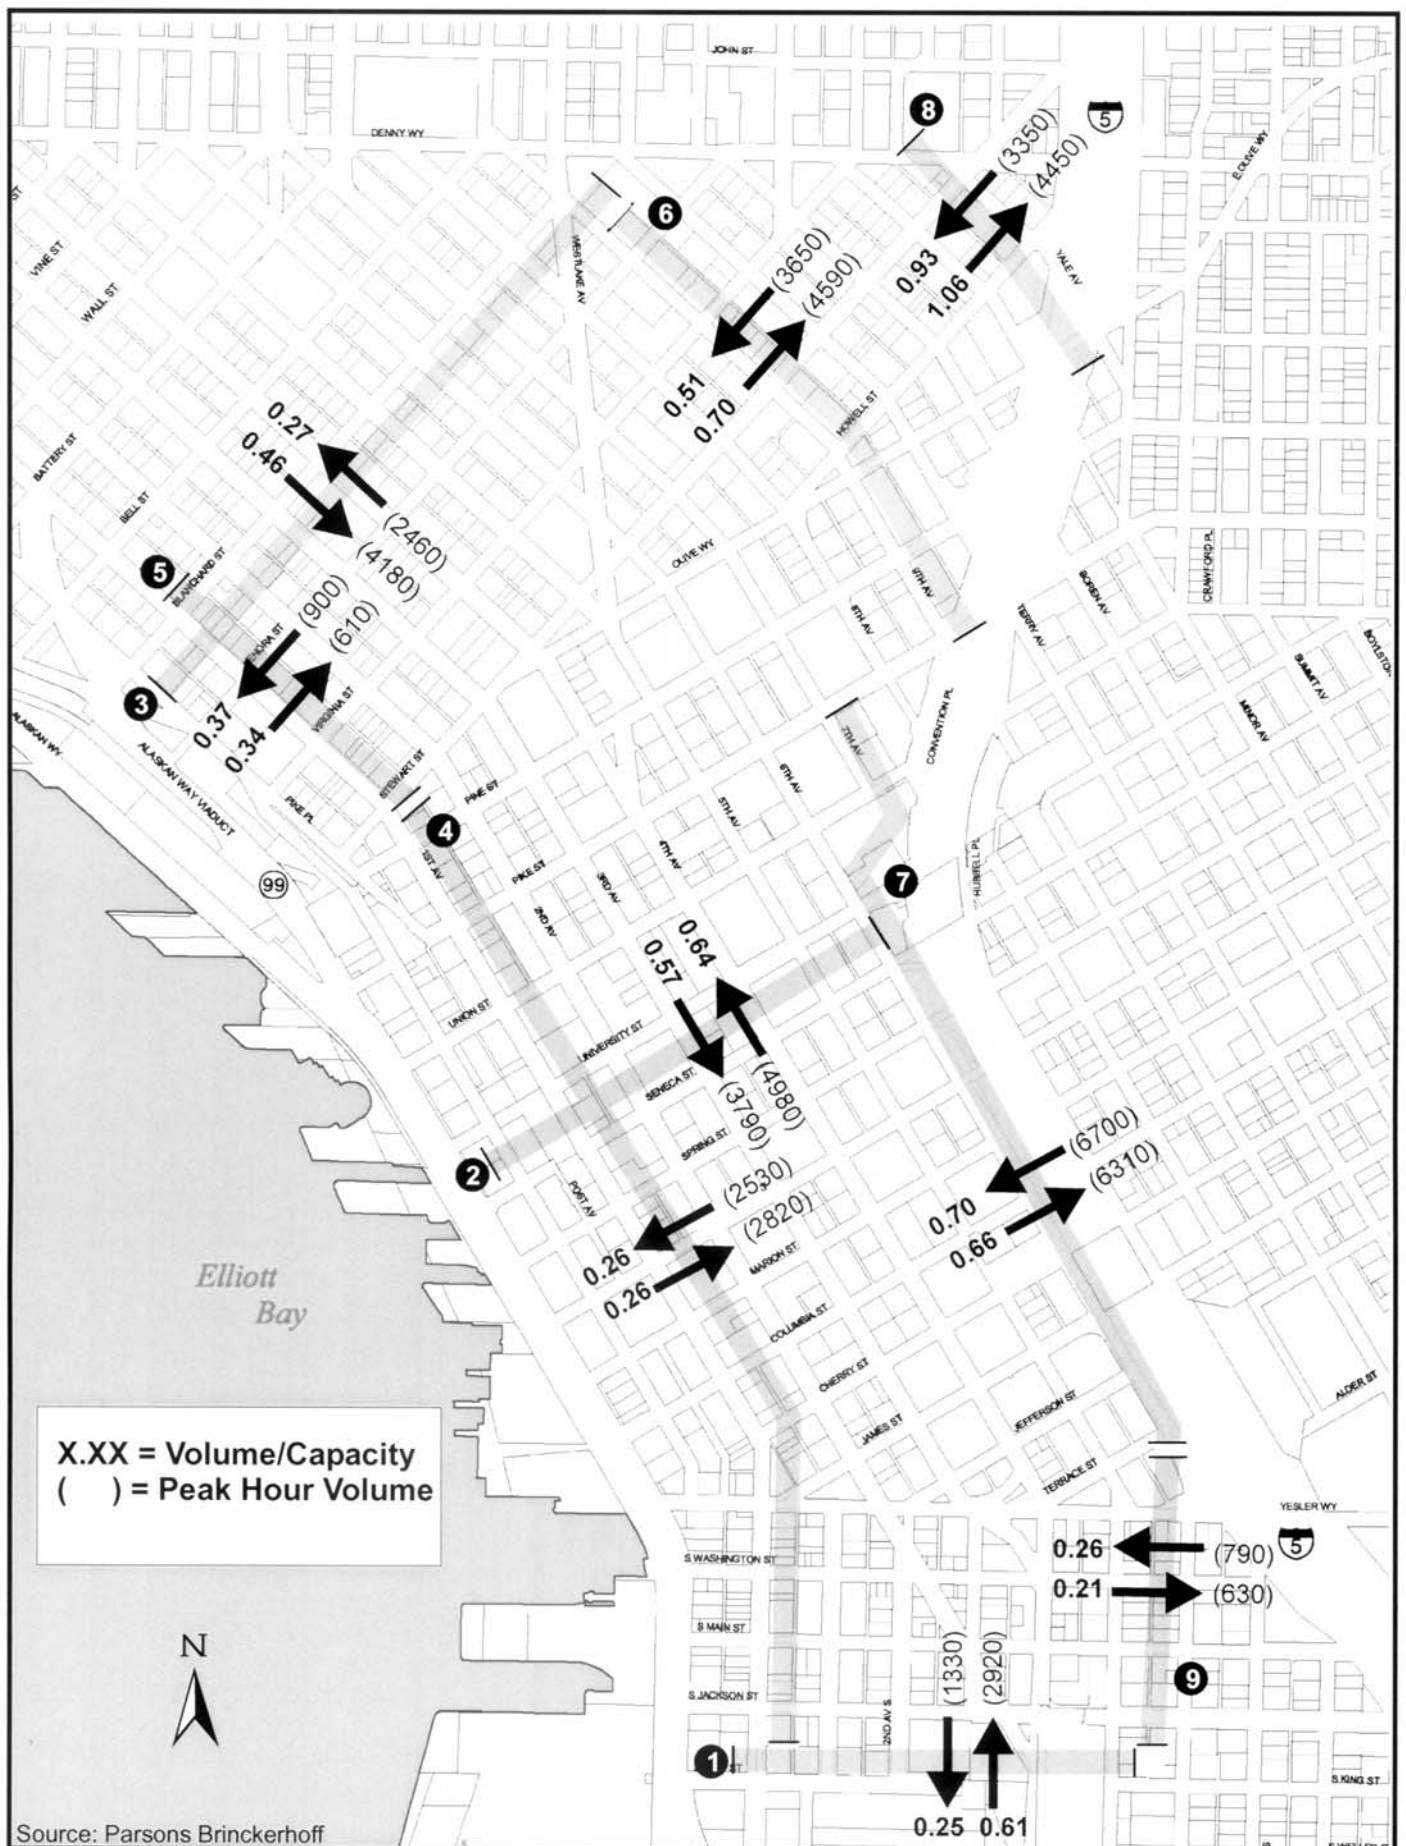 JOHN ST
DENNY WY
8
5
(3350)
(4450)
E OLIVE WY
6
VINE ST
WALL ST
WESTLAKE AV
(3650)
(4590)
0.93
1.06
YALE AV
0.51
0.70
HOWELL ST
0.27
0.46
BATTERY ST
BELL ST
(2460)
(4180)
OLIVE WY
5
BLANCHARD ST
9TH AV
8TH AV
TERRY AV
BOREN AV
CRAWFORD PL
(900)
(610)
VIRGINIA ST
3
0.37
0.34
SUMMIT AV
MINOR AV
ALASKAN WY
ALASKAN WAY VIADUCT
STEWART ST
PINE ST
PINE PL
4
7TH AV
6TH AV
5TH AV
4TH AV
3RD AV
2ND AV
1ST AV
PIKE ST
CONVENTION PL
HUBBELL PL
99
7
0.64
0.57
UNION ST
UNIVERSITY ST
SENECA ST
SPRING ST
(4980)
(3790)
2
POST AV
(2530)
(2820)
(6700)
(6310)
0.70
0.66
0.26
0.26
MARION ST
COLUMBIA ST
CHERRY ST
JAMES ST
JEFFERSON ST
TERRACE ST
ALDER ST
Elliott
Bay
X.XX = Volume/Capacity
( ) = Peak Hour Volume
YESLER WY
5
S WASHINGTON ST
0.26
(790)
0.21
(630)
S MAIN ST
(1330)
(2920)
N
S JACKSON ST
2ND AV S
9
1
ST
S KING ST
0.25 0.61
Source: Parsons Brinckerhoff